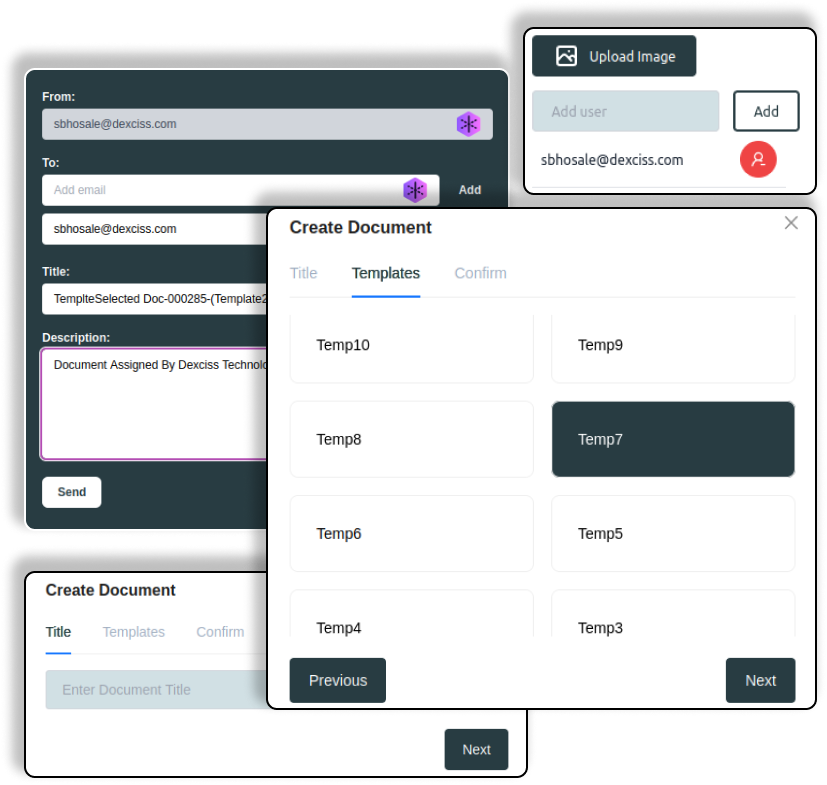 Upload Image
Add user
Add
sbhosale@dexciss.com
From:
sbhosale@dexciss.com
To:
Add email
Add
sbhosale@dexciss.com
Title:
TemplteSelected Doc-000285-(Template2
Description:
Document Assigned By Dexciss Technolo
Send
Create Document
Title Templates Confirm
Temp10 Temp9
Temp8 Temp7
Temp6 Temp5
Temp4 Temp3
Previous Next
Create Document
Title Templates Confirm
Enter Document Title
Next